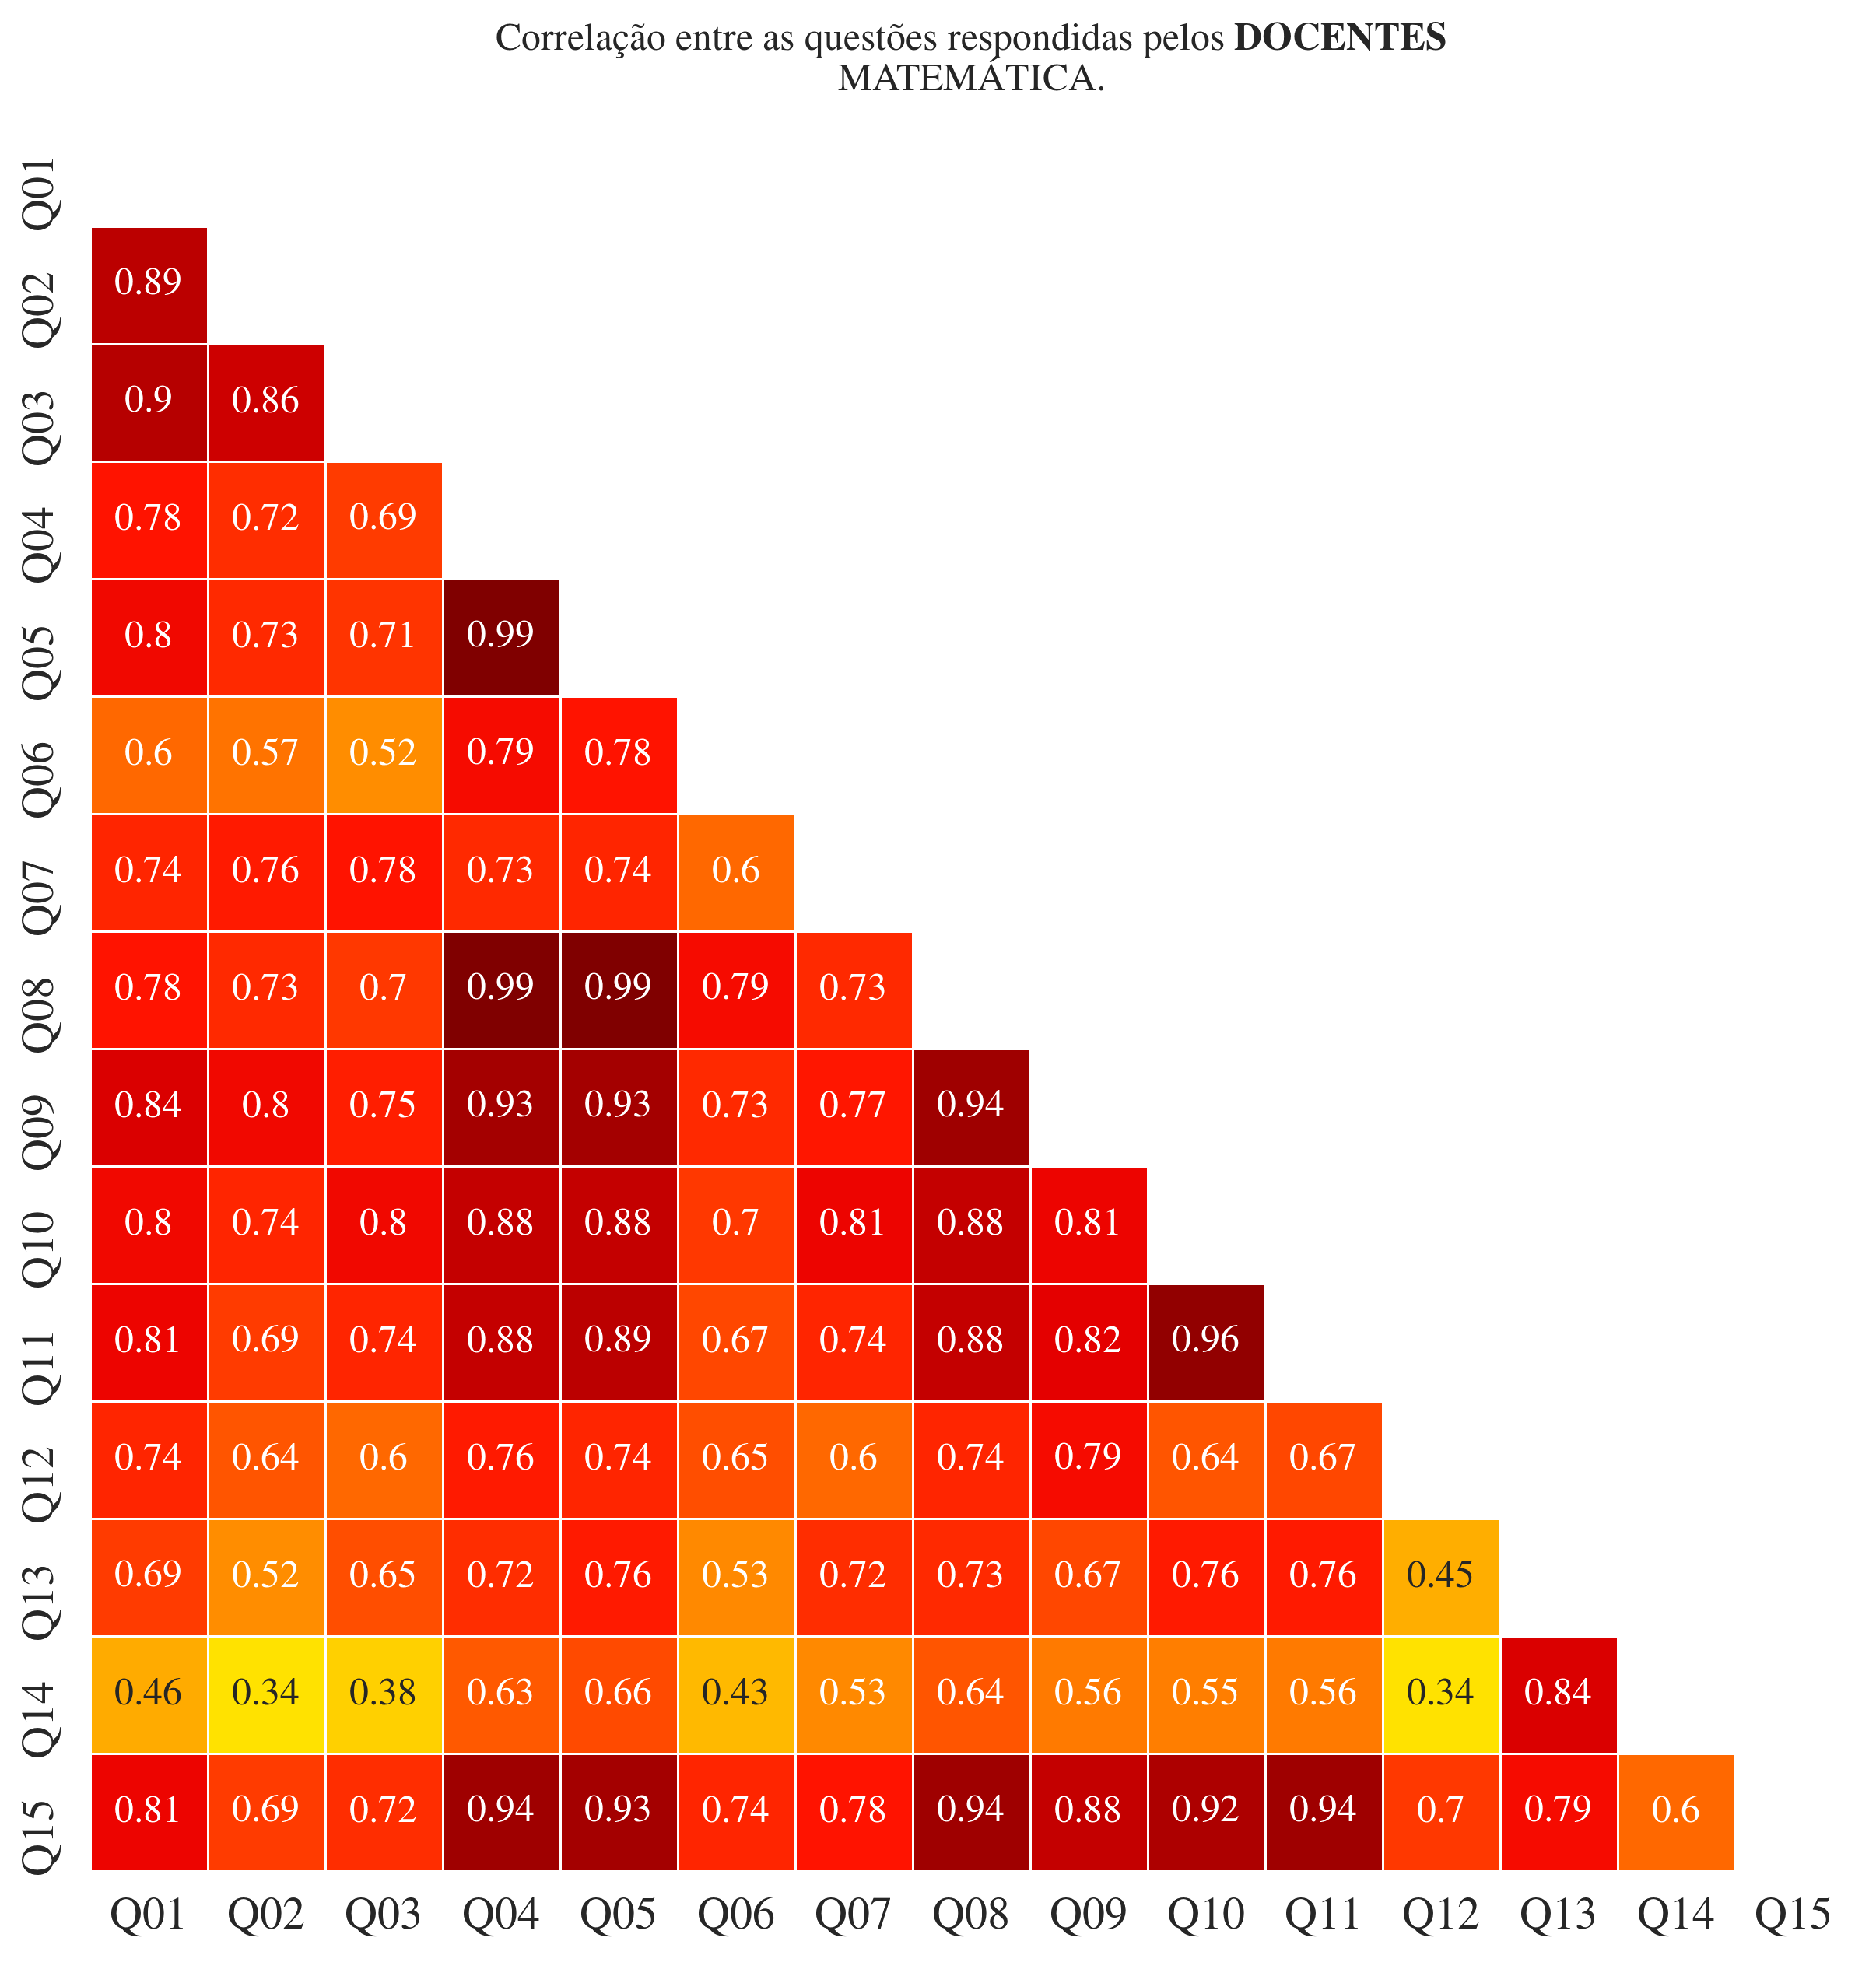 Correlação entre as questões respondidas pelos DOCENTES
MATEMÁTICA.
Q01
Q02 0.89
Q03 0.9 0.86
Q04 0.78 0.72 0.69
Q05 0.8 0.73 0.71 0.99
Q06 0.6 0.57 0.52 0.79 0.78
Q07 0.74 0.76 0.78 0.73 0.74 0.6
Q08 0.78 0.73 0.7 0.99 0.99 0.79 0.73
Q09 0.84 0.8 0.75 0.93 0.93 0.73 0.77 0.94
Q10 0.8 0.74 0.8 0.88 0.88 0.7 0.81 0.88 0.81
Q11 0.81 0.69 0.74 0.88 0.89 0.67 0.74 0.88 0.82 0.96
Q12 0.74 0.64 0.6 0.76 0.74 0.65 0.6 0.74 0.79 0.64 0.67
Q13 0.69 0.52 0.65 0.72 0.76 0.53 0.72 0.73 0.67 0.76 0.76 0.45
Q14 0.46 0.34 0.38 0.63 0.66 0.43 0.53 0.64 0.56 0.55 0.56 0.34 0.84
Q15 0.81 0.69 0.72 0.94 0.93 0.74 0.78 0.94 0.88 0.92 0.94 0.7 0.79 0.6
Q01 Q02 Q03 Q04 Q05 Q06 Q07 Q08 Q09 Q10 Q11 Q12 Q13 Q14 Q15